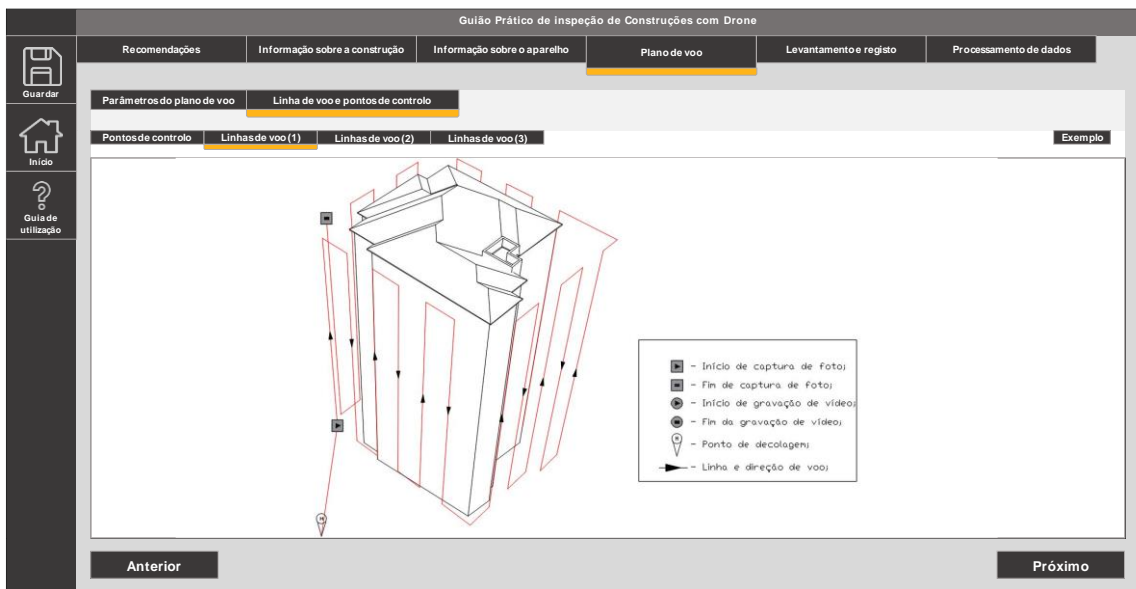 Guião Prático de inspeção de Construções com Drone
Recomendações
Informação sobre a construção
Informação sobre o aparelho
Plano de voo
Levantamento e registo
Processamento de dados
Guardar
Início
Guia de
utilização
Parâmetros do plano de voo
Linha de voo e pontos de controlo
Pontos de controlo
Linhas de voo (1)
Linhas de voo (2)
Linhas de voo (3)
Exemplo
H
- Início de captura de foto;
- Fim de captura de foto;
- Início de gravação de vídeo;
- Fim da gravação de vídeo;
H
- Ponto de decolagem;
- Linha e direção de voo;
Anterior
Próximo